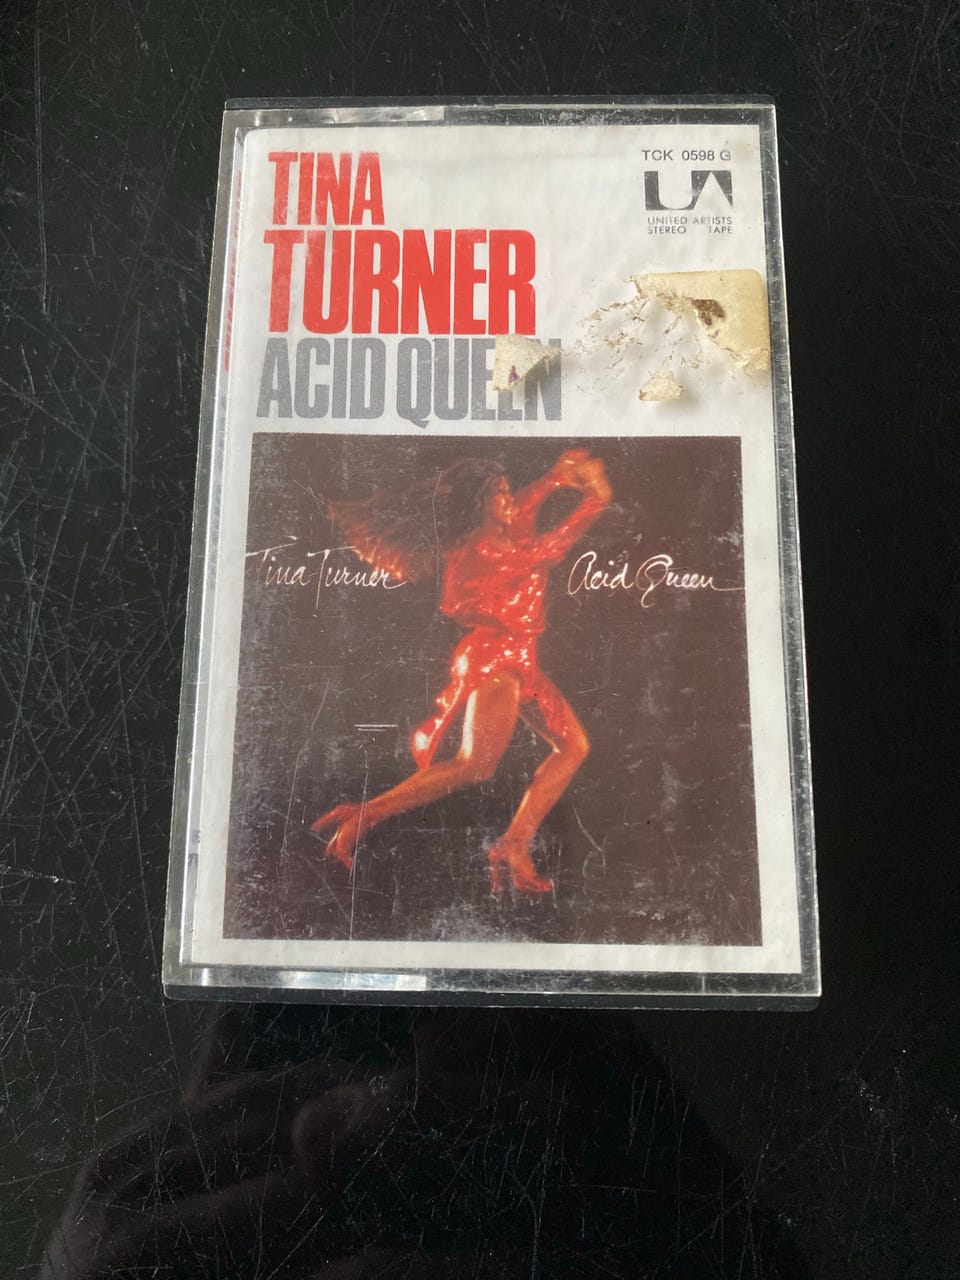 TINA
TURNER
ACID QUEEN
TCK 0598 G
UA
UNITED ARTISTS
STEREO TAPE
Tina Turner
Acid Queen